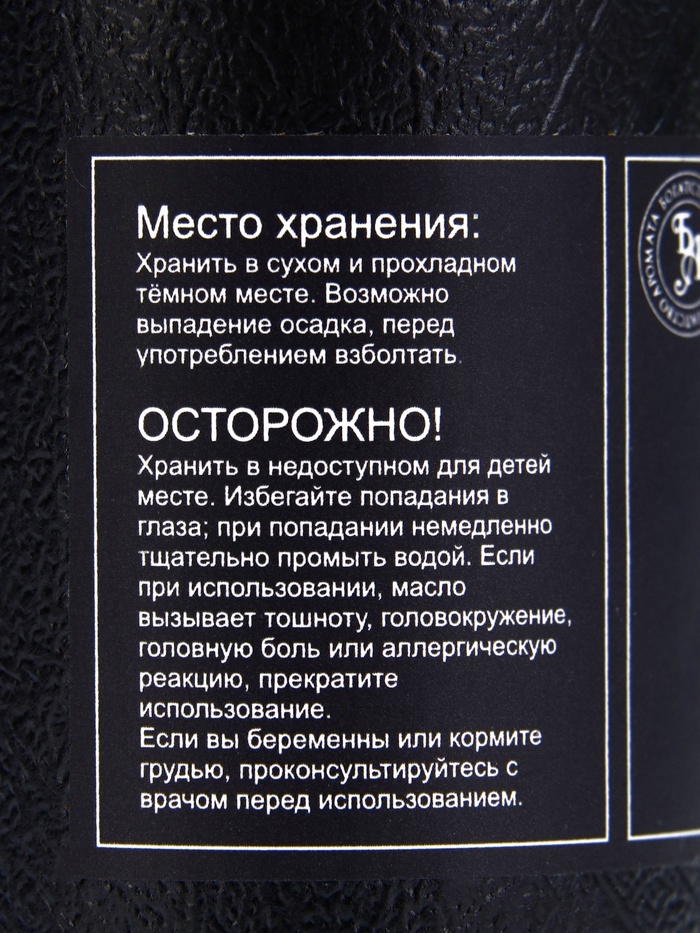 Место хранения:
Хранить в сухом и прохладном
тёмном месте. Возможно
выпадение осадка, перед
употреблением взболтать.
ОСТОРОЖНО!
Хранить в недоступном для детей
месте. Избегайте попадания в
глаза; при попадании немедленно
тщательно промыть водой. Если
при использовании, масло
вызывает тошноту, головокружение,
головную боль или аллергическую
реакцию, прекратите
использование.
Если вы беременны или кормите
грудью, проконсультируйтесь с
врачом перед использованием.
АРОМАТА